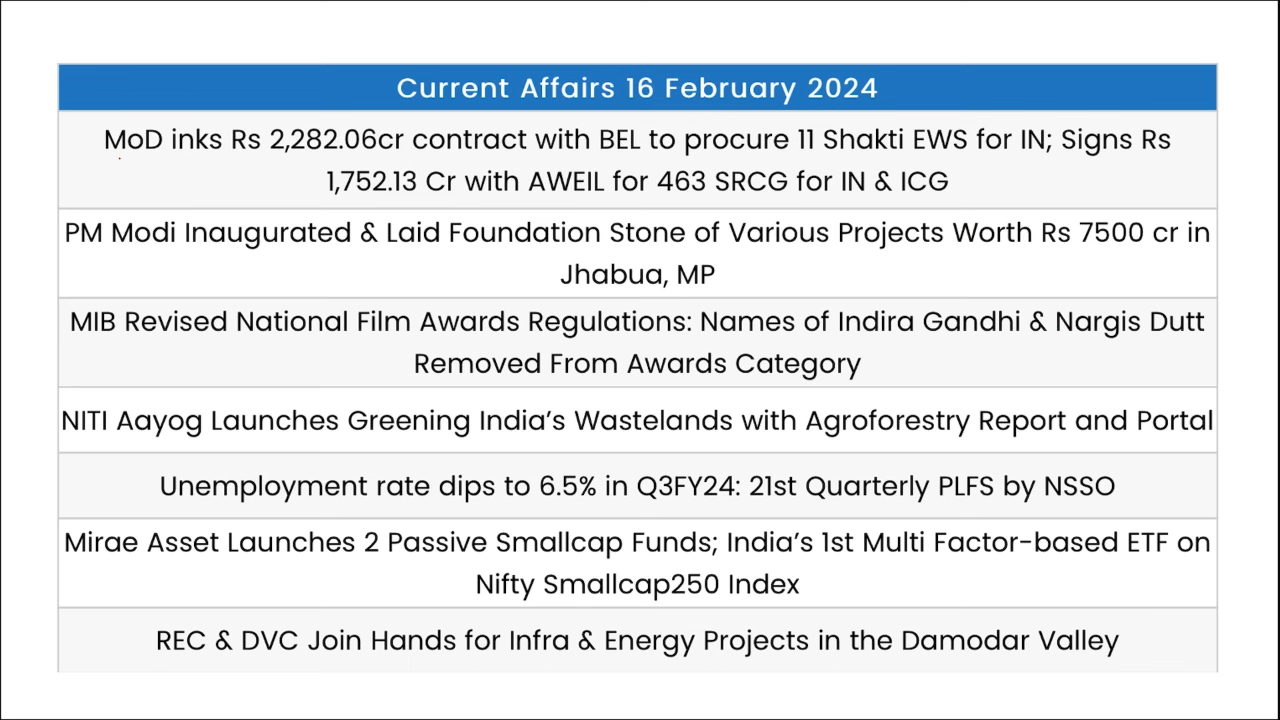 Current Affairs 16 February 2024
MoD inks Rs 2,282.06cr contract with BEL to procure 11 Shakti EWS for IN; Signs Rs
1,752.13 Cr with AWEIL for 463 SRCG for IN & ICG
PM Modi Inaugurated & Laid Foundation Stone of Various Projects Worth Rs 7500 cr in
Jhabua, MP
MIB Revised National Film Awards Regulations: Names of Indira Gandhi & Nargis Dutt
Removed From Awards Category
NITI Aayog Launches Greening India’s Wastelands with Agroforestry Report and Portal
Unemployment rate dips to 6.5% in Q3FY24: 21st Quarterly PLFS by NSSO
Mirae Asset Launches 2 Passive Smallcap Funds; India’s 1st Multi Factor-based ETF on
Nifty Smallcap250 Index
REC & DVC Join Hands for Infra & Energy Projects in the Damodar Valley